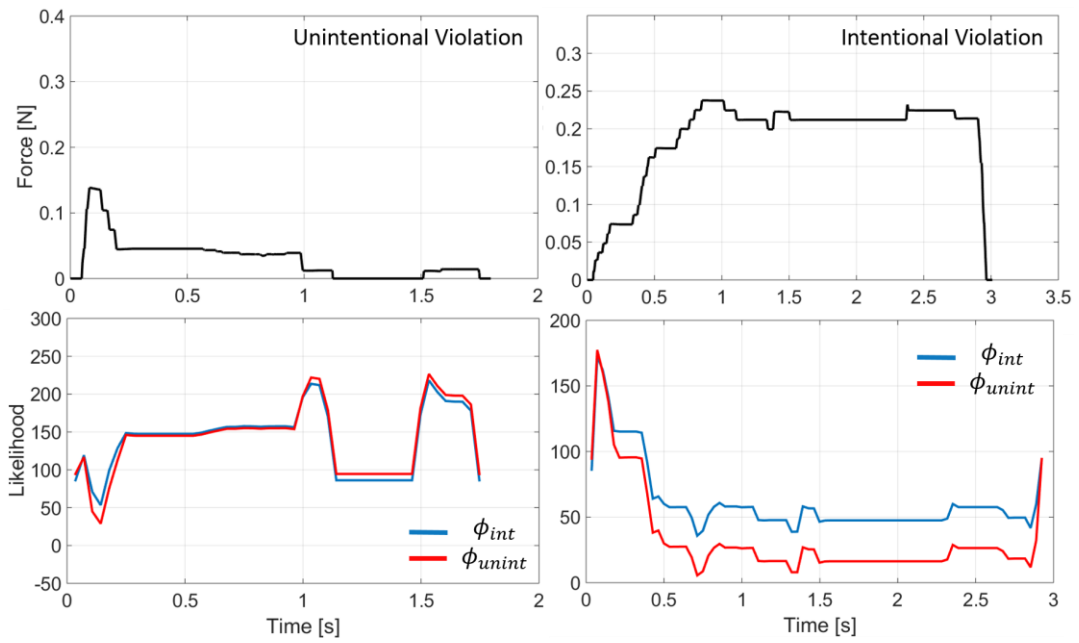 Unintentional Violation
Force [N]
0.4
0.3
0.2
0.1
0
0 0.5 1 1.5 2
Intentional Violation
0.3
0.25
0.2
0.15
0.1
0.05
0
0 0.5 1 1.5 2 2.5 3 3.5
Likelihood
300
250
200
150
100
50
0
-50
ϕint
ϕunint
0 0.5 1 1.5 2
Time [s]
200
150
100
50
0
ϕint
ϕunint
0 0.5 1 1.5 2 2.5 3
Time [s]